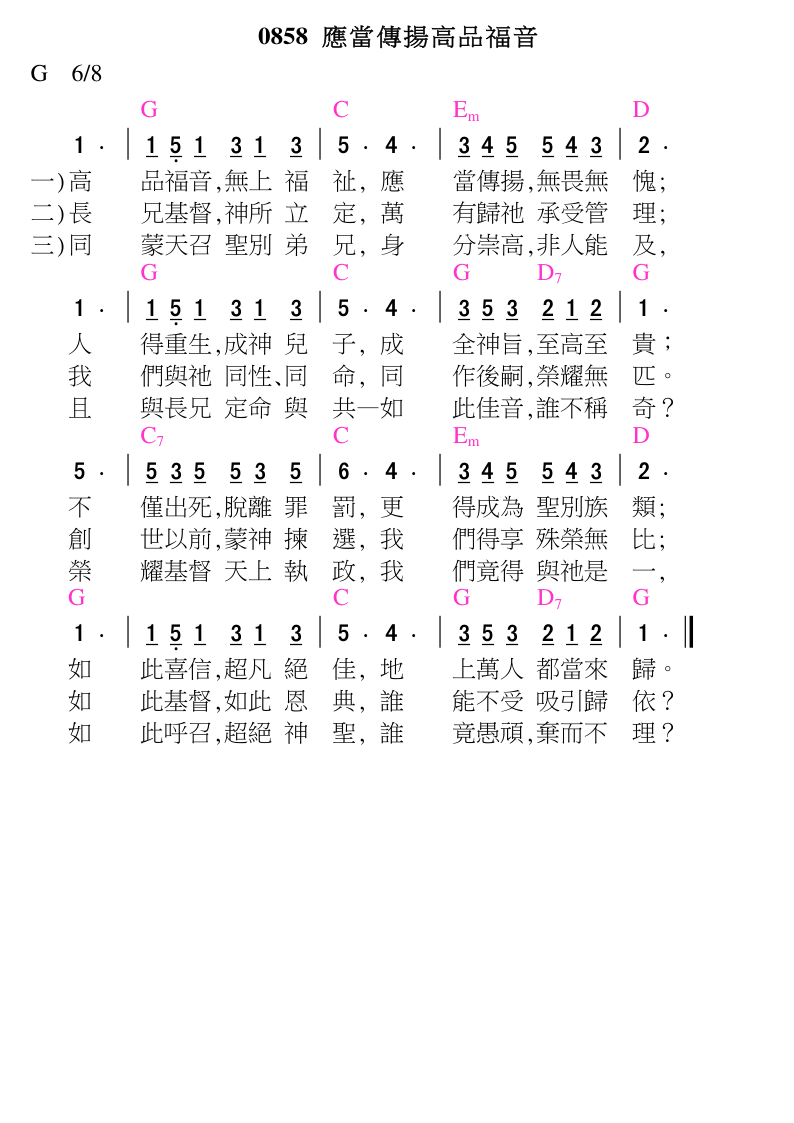 0858 應當傳揚高品福音
G 6/8
G C Em D
1 · | 1 5̣ 1 3 1 3 | 5 · 4 · | 3 4 5 5 4 3 | 2 ·
一)高 品福音,無上 福 祉, 應 當傳揚,無畏無 愧;
二)長 兄基督,神所 立 定, 萬 有歸祂 承受管 理;
三)同 蒙天召 聖別 弟 兄, 身 分崇高,非人能 及,
G C G D7 G
1 · | 1 5̣ 1 3 1 3 | 5 · 4 · | 3 5 3 2 1 2 | 1 ·
人 得重生,成神 兒 子, 成 全神旨,至高至 貴;
我 們與祂 同性、同 命, 同 作後嗣,榮耀無 匹。
且 與長兄 定命 與 共—如 此佳音,誰不稱 奇?
C7 C Em D
5 · | 5 3 5 5 3 5 | 6 · 4 · | 3 4 5 5 4 3 | 2 ·
不 僅出死,脫離 罪 罰, 更 得成為 聖別族 類;
創 世以前,蒙神 揀 選, 我 們得享 殊榮無 比;
榮 耀基督 天上 執 政, 我 們竟得 與祂是 一,
G C G D7 G
1 · | 1 5̣ 1 3 1 3 | 5 · 4 · | 3 5 3 2 1 2 | 1 · ‖
如 此喜信,超凡 絕 佳, 地 上萬人 都當來 歸。
如 此基督,如此 恩 典, 誰 能不受 吸引歸 依?
如 此呼召,超絕 神 聖, 誰 竟愚頑,棄而不 理?